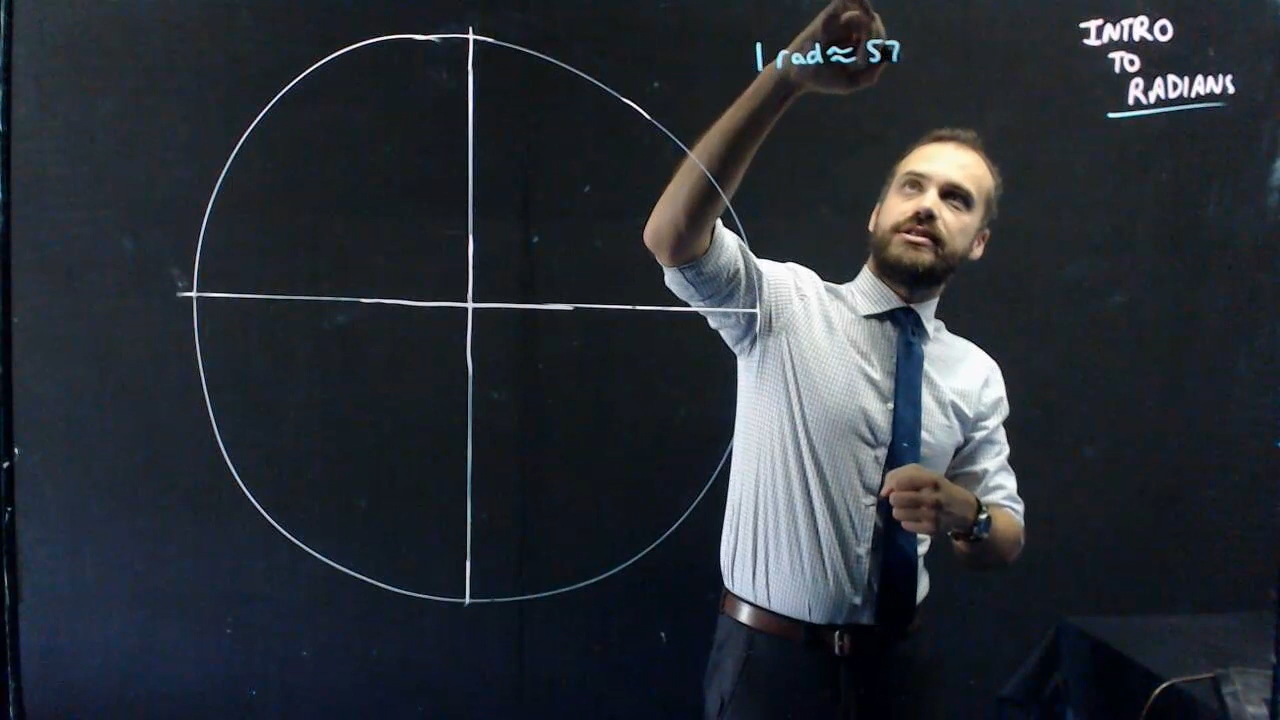 1 rad ≈ 57
INTRO
TO
RADIANS